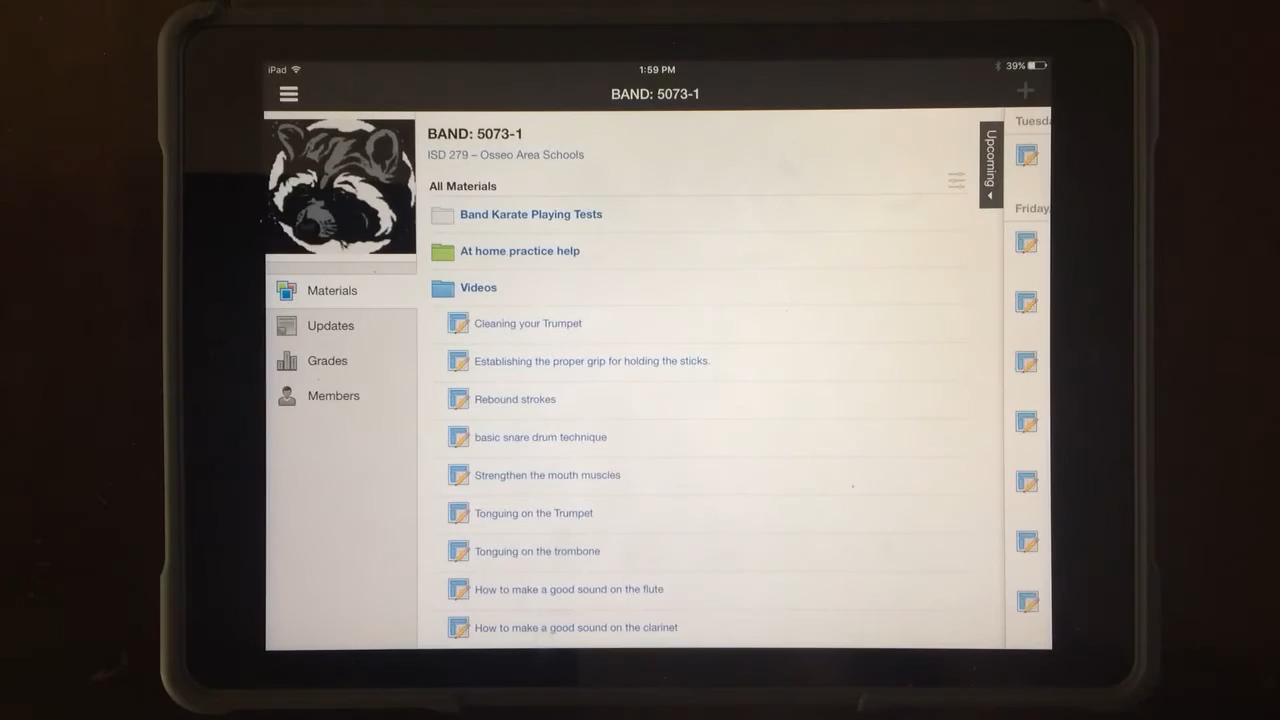 iPad
1:59 PM
39%
BAND: 5073-1
BAND: 5073-1
ISD 279 – Osseo Area Schools
All Materials
Band Karate Playing Tests
At home practice help
Videos
Cleaning your Trumpet
Establishing the proper grip for holding the sticks.
Rebound strokes
basic snare drum technique
Strengthen the mouth muscles
Tonguing on the Trumpet
Tonguing on the trombone
How to make a good sound on the flute
How to make a good sound on the clarinet
Materials
Updates
Grades
Members
Upcoming
Tuesda
Friday,